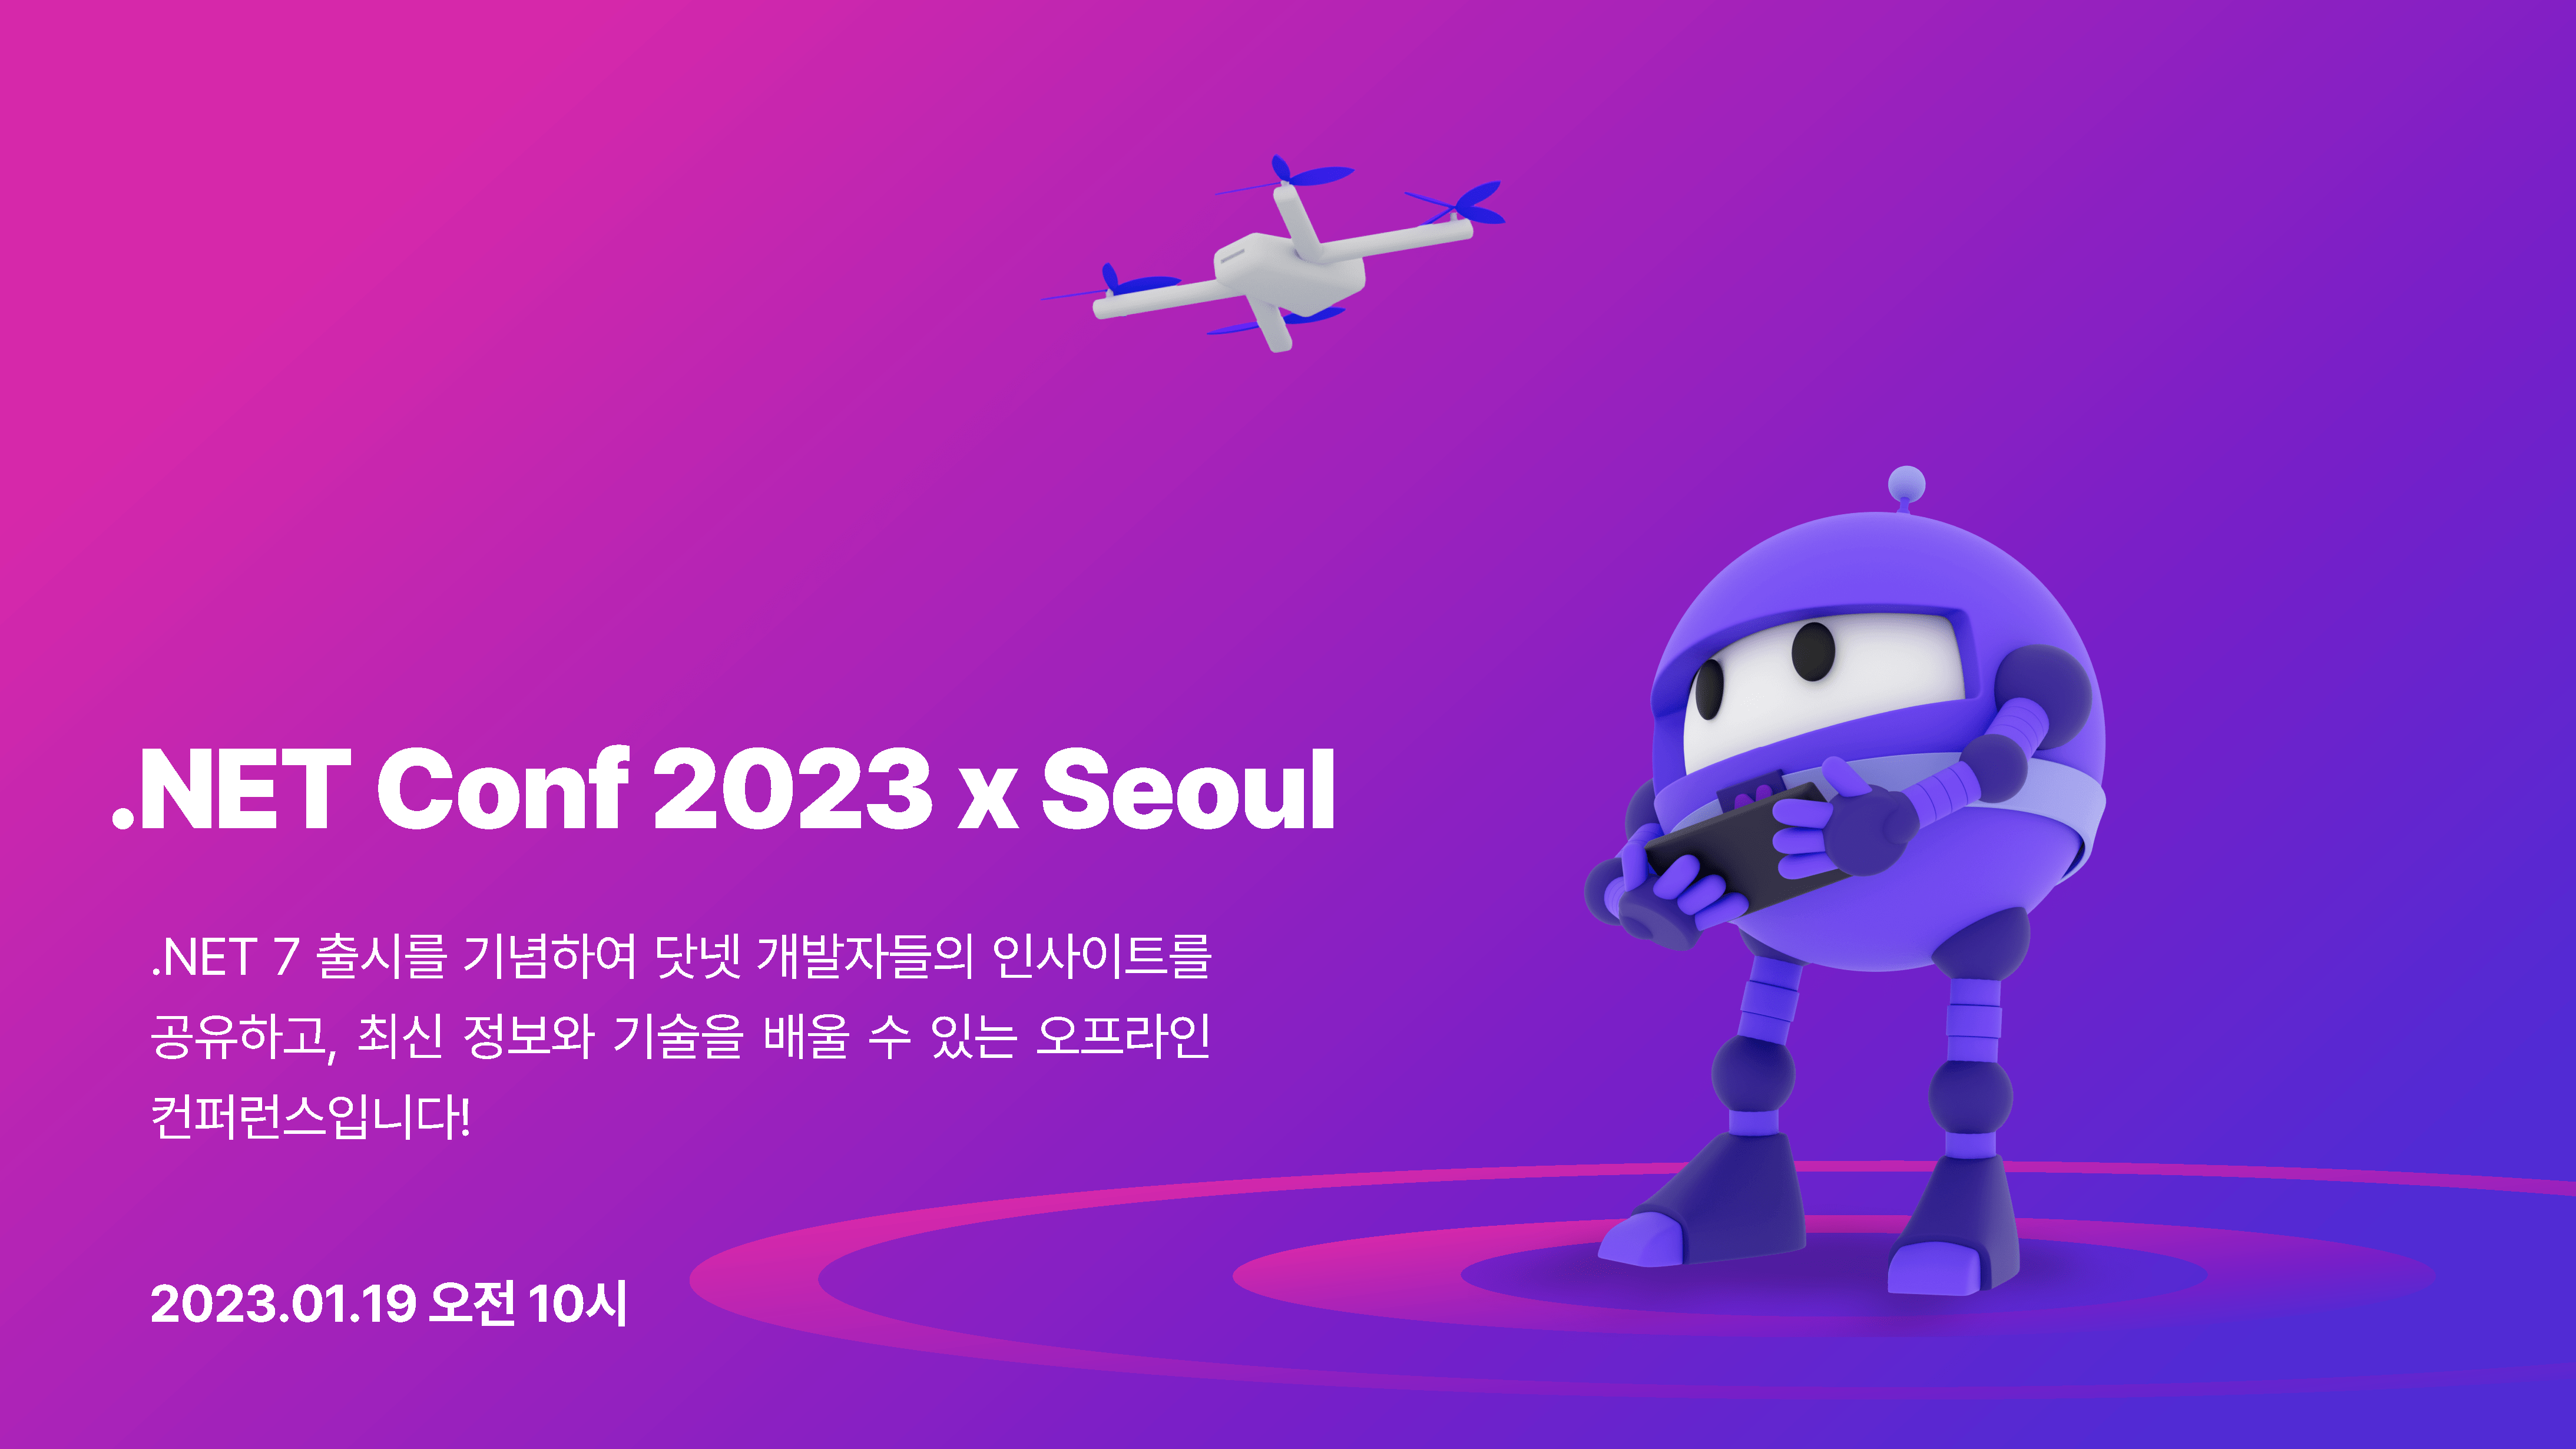 .NET Conf 2023 x Seoul
.NET 7 출시를 기념하여 닷넷 개발자들의 인사이트를
공유하고, 최신 정보와 기술을 배울 수 있는 오프라인
컨퍼런스입니다!
2023.01.19 오전 10시